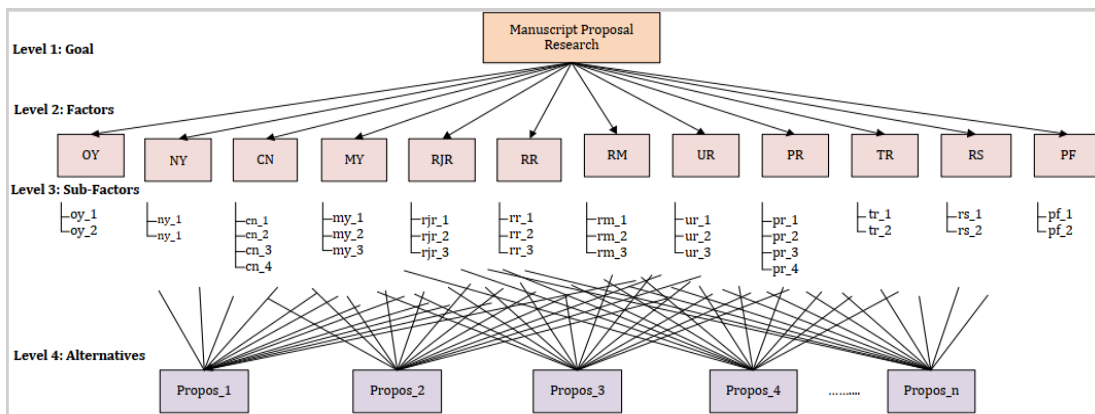 Manuscript Proposal
Research
Level 1: Goal
Level 2: Factors
OY
NY
CN
MY
RJR
RR
RM
UR
PR
TR
RS
PF
Level 3: Sub-Factors
oy_1
oy_2
ny_1
ny_1
cn_1
cn_2
cn_3
cn_4
my_1
my_2
my_3
rjr_1
rjr_2
rjr_3
rr_1
rr_2
rr_3
rm_1
rm_2
rm_3
ur_1
ur_2
ur_3
pr_1
pr_2
pr_3
pr_4
tr_1
tr_2
rs_1
rs_2
pf_1
pf_2
Level 4: Alternatives
Propos_1
Propos_2
Propos_3
Propos_4
..........
Propos_n